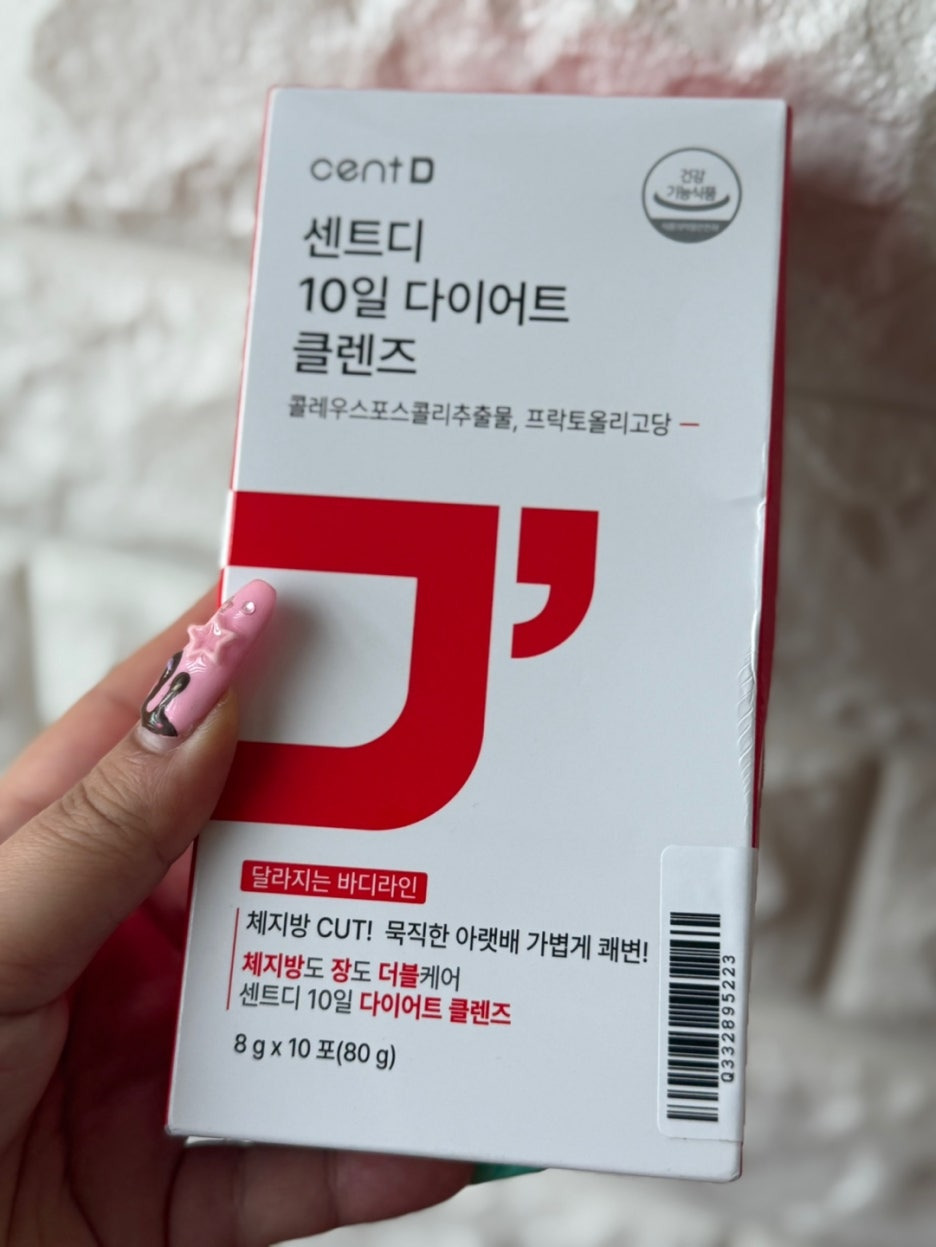 cent D
건강
기능식품
센트디
10일 다이어트
클렌즈
콜레우스포스콜리추출물, 프락토올리고당
달라지는 바디라인
체지방 CUT! 묵직한 아랫배 가볍게 쾌변!
체지방도 장도 더블케어
센트디 10일 다이어트 클렌즈
8 g x 10 포(80 g)
Q332895223